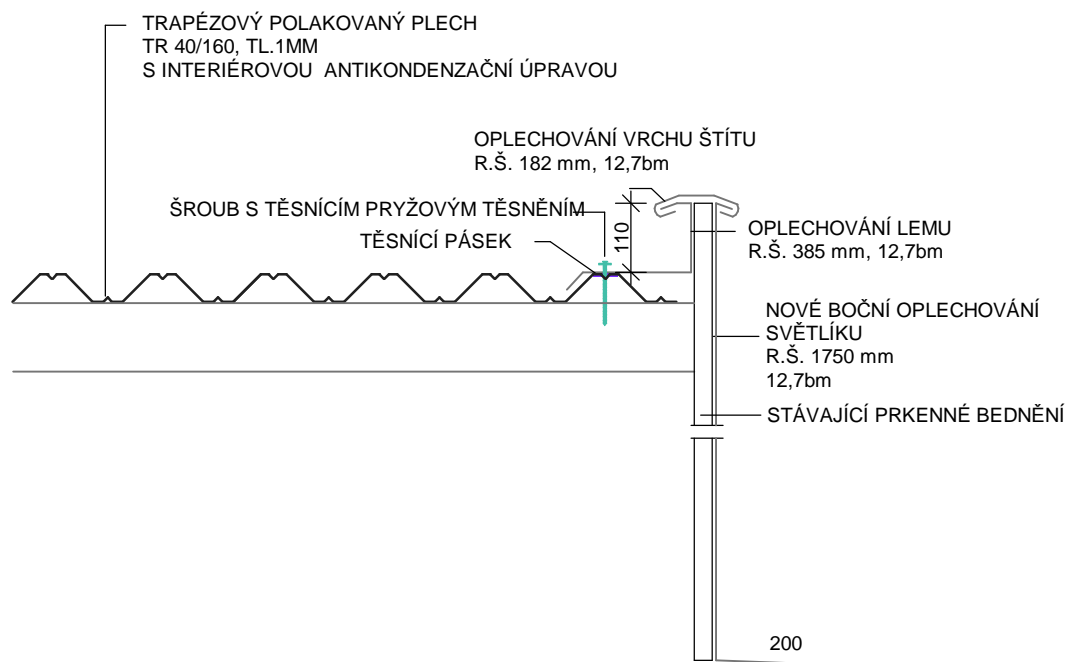 TRAPÉZOVÝ POLAKOVANÝ PLECH
TR 40/160, TL.1MM
S INTERIÉROVOU ANTIKONDENZAČNÍ ÚPRAVOU
OPLECHOVÁNÍ VRCHU ŠTÍTU
R.Š. 182 mm, 12,7bm
ŠROUB S TĚSNÍCÍM PRYŽOVÝM TĚSNĚNÍM
TĚSNÍCÍ PÁSEK
110
OPLECHOVÁNÍ LEMU
R.Š. 385 mm, 12,7bm
NOVÉ BOČNÍ OPLECHOVÁNÍ
SVĚTLÍKU
R.Š. 1750 mm
12,7bm
STÁVAJÍCÍ PRKENNÉ BEDNĚNÍ
200